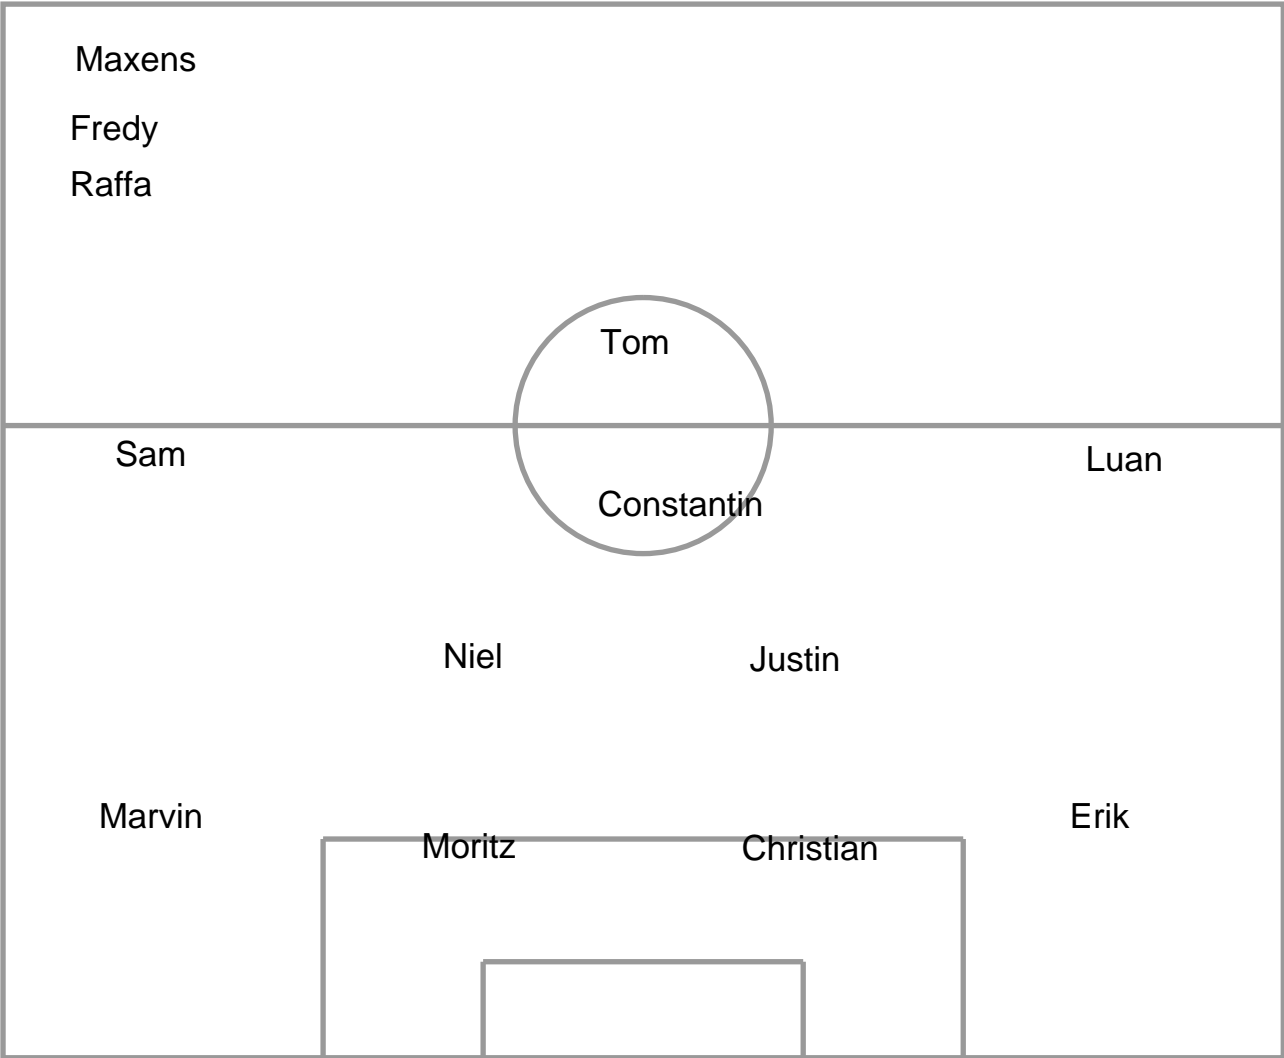 Maxens
Fredy
Raffa
Tom
Sam
Luan
Constantin
Niel
Justin
Marvin
Erik
Moritz
Christian